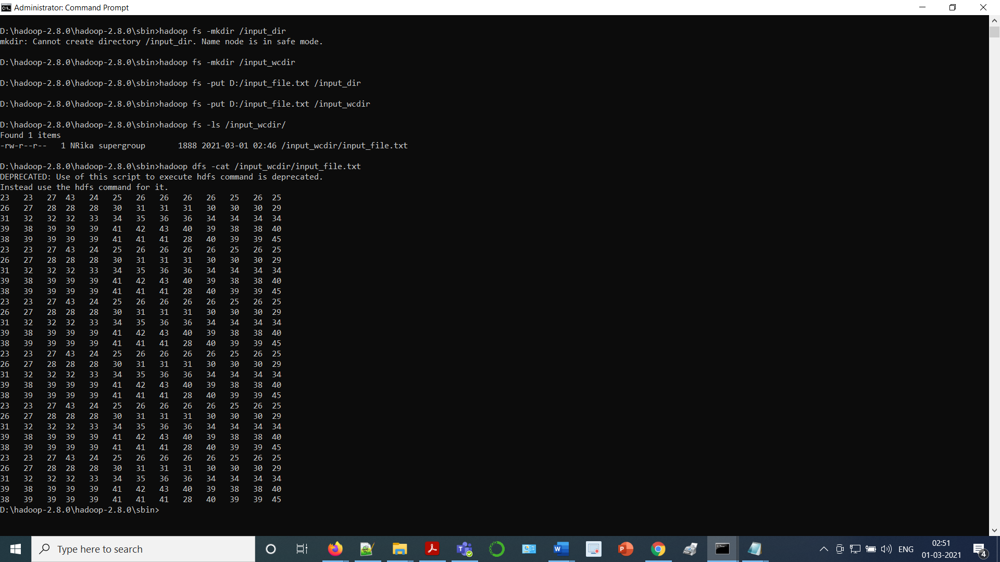 Administrator: Command Prompt
D:\hadoop-2.8.0\hadoop-2.8.0\sbin>hadoop fs -mkdir /input_dir
mkdir: Cannot create directory /input_dir. Name node is in safe mode.
D:\hadoop-2.8.0\hadoop-2.8.0\sbin>hadoop fs -mkdir /input_wcdir
D:\hadoop-2.8.0\hadoop-2.8.0\sbin>hadoop fs -put D:/input_file.txt /input_dir
D:\hadoop-2.8.0\hadoop-2.8.0\sbin>hadoop fs -put D:/input_file.txt /input_wcdir
D:\hadoop-2.8.0\hadoop-2.8.0\sbin>hadoop fs -ls /input_wcdir/
Found 1 items
-rw-r--r--   1 NRika supergroup       1888 2021-03-01 02:46 /input_wcdir/input_file.txt
D:\hadoop-2.8.0\hadoop-2.8.0\sbin>hadoop dfs -cat /input_wcdir/input_file.txt
DEPRECATED: Use of this script to execute hdfs command is deprecated.
Instead use the hdfs command for it.
23   23   27  43   24   25   26   26   26   26   25   26  25
26   27   28  28   28   30   31   31   31   30   30   30  29
31   32   32  32   33   34   35   36   36   34   34   34  34
39   38   39  39   39   41   42   43   40   39   38   38  40
38   39   39  39   39   41   41   41   28   40   39   39  45
23   23   27  43   24   25   26   26   26   26   25   26  25
26   27   28  28   28   30   31   31   31   30   30   30  29
31   32   32  32   33   34   35   36   36   34   34   34  34
39   38   39  39   39   41   42   43   40   39   38   38  40
38   39   39  39   39   41   41   41   28   40   39   39  45
23   23   27  43   24   25   26   26   26   26   25   26  25
26   27   28  28   28   30   31   31   31   30   30   30  29
31   32   32  32   33   34   35   36   36   34   34   34  34
39   38   39  39   39   41   42   43   40   39   38   38  40
38   39   39  39   39   41   41   41   28   40   39   39  45
23   23   27  43   24   25   26   26   26   26   25   26  25
26   27   28  28   28   30   31   31   31   30   30   30  29
31   32   32  32   33   34   35   36   36   34   34   34  34
39   38   39  39   39   41   42   43   40   39   38   38  40
38   39   39  39   39   41   41   41   28   40   39   39  45
23   23   27  43   24   25   26   26   26   26   25   26  25
26   27   28  28   28   30   31   31   31   30   30   30  29
31   32   32  32   33   34   35   36   36   34   34   34  34
39   38   39  39   39   41   42   43   40   39   38   38  40
38   39   39  39   39   41   41   41   28   40   39   39  45
23   23   27  43   24   25   26   26   26   26   25   26  25
26   27   28  28   28   30   31   31   31   30   30   30  29
31   32   32  32   33   34   35   36   36   34   34   34  34
39   38   39  39   39   41   42   43   40   39   38   38  40
38   39   39  39   39   41   41   41   28   40   39   39  45
D:\hadoop-2.8.0\hadoop-2.8.0\sbin>
Type here to search
ENG
02:51
01-03-2021
4